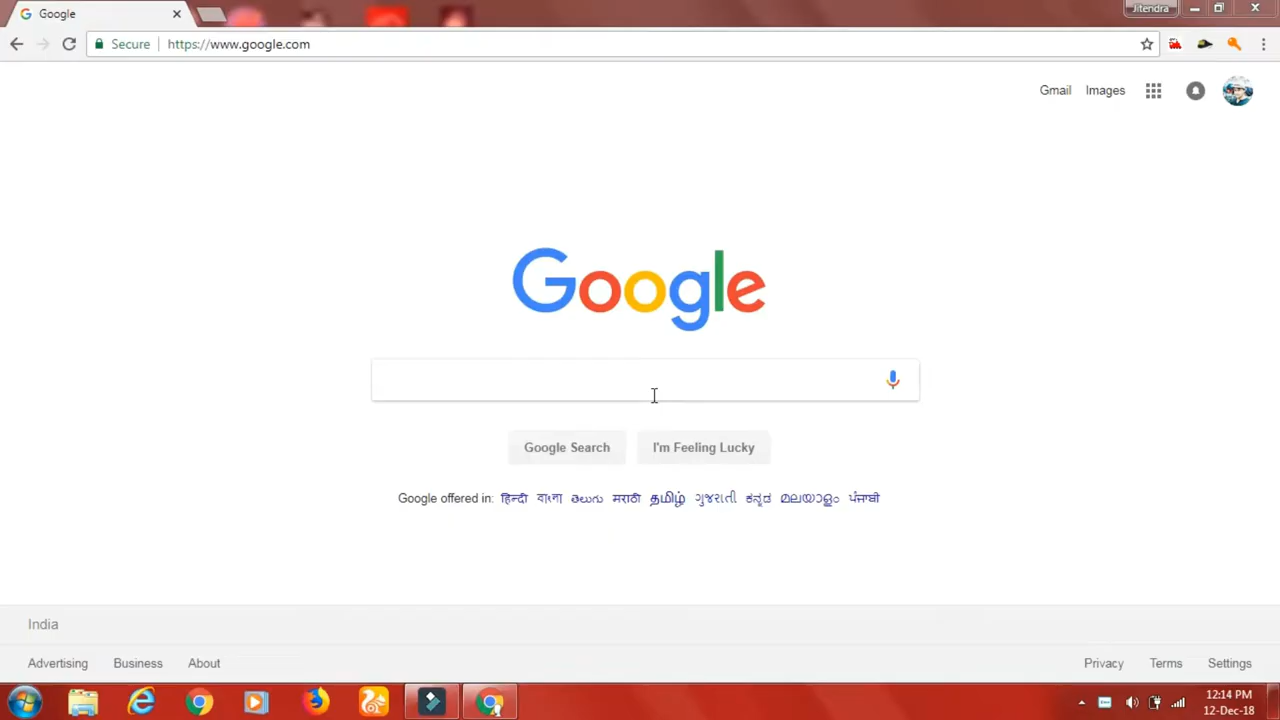 Google
Jitendra
Secure
https://www.google.com
Gmail Images
Google
Google Search I'm Feeling Lucky
Google offered in: हिन्दी বাংলা తెలుగు मराठी தமிழ் ગુજરાતી ಕನ್ನಡ മലയാളം ਪੰਜਾਬੀ
India
Advertising Business About Privacy Terms Settings
12:14 PM
12-Dec-18